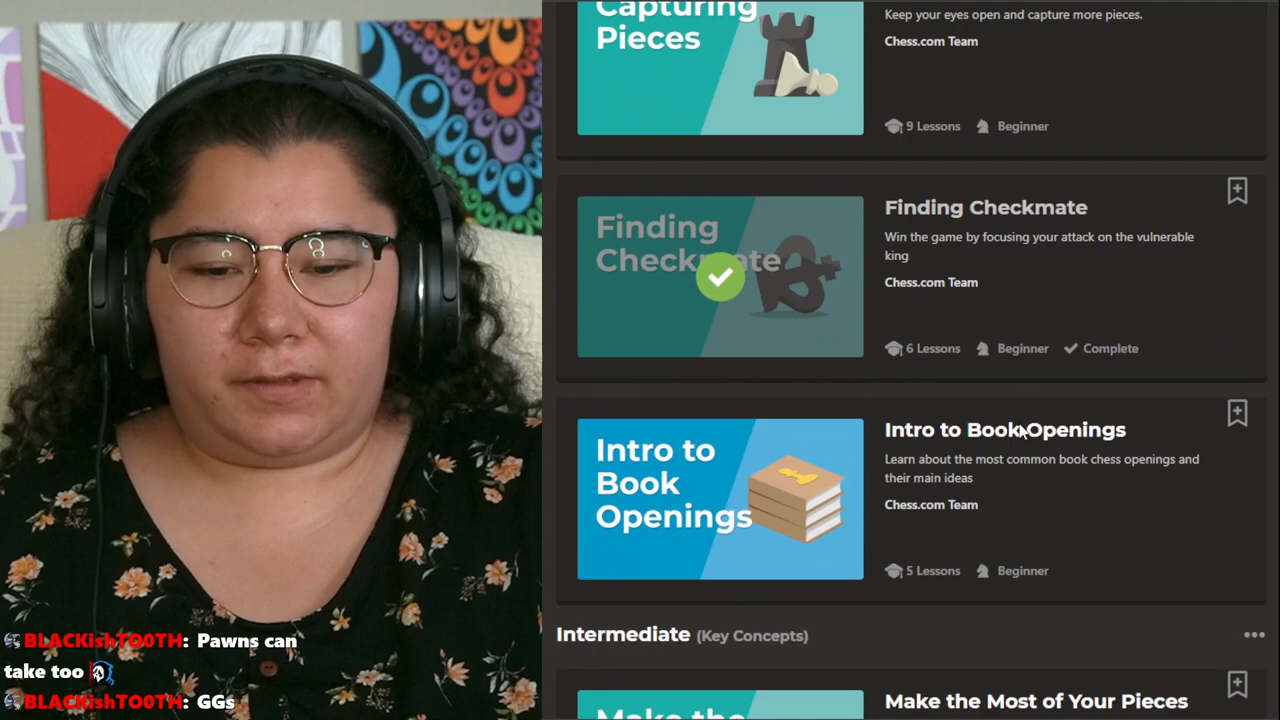 Capturing
Pieces
Keep your eyes open and capture more pieces.
Chess.com Team
9 Lessons Beginner
Finding
Checkmate
Finding Checkmate
Win the game by focusing your attack on the vulnerable
king
Chess.com Team
6 Lessons Beginner Complete
Intro to
Book
Openings
Intro to Book Openings
Learn about the most common book chess openings and
their main ideas
Chess.com Team
5 Lessons Beginner
Intermediate (Key Concepts)
Make the
Make the Most of Your Pieces
BLACKishTO0TH: Pawns can
take too
BLACKishTO0TH: GGs